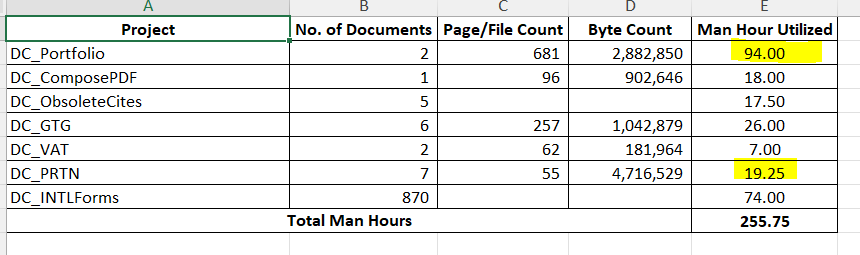 A B C D E
Project No. of Documents Page/File Count Byte Count Man Hour Utilized
DC_Portfolio 2 681 2,882,850 94.00
DC_ComposePDF 1 96 902,646 18.00
DC_ObsoleteCites 5 17.50
DC_GTG 6 257 1,042,879 26.00
DC_VAT 2 62 181,964 7.00
DC_PRTN 7 55 4,716,529 19.25
DC_INTLForms 870 74.00
Total Man Hours 255.75